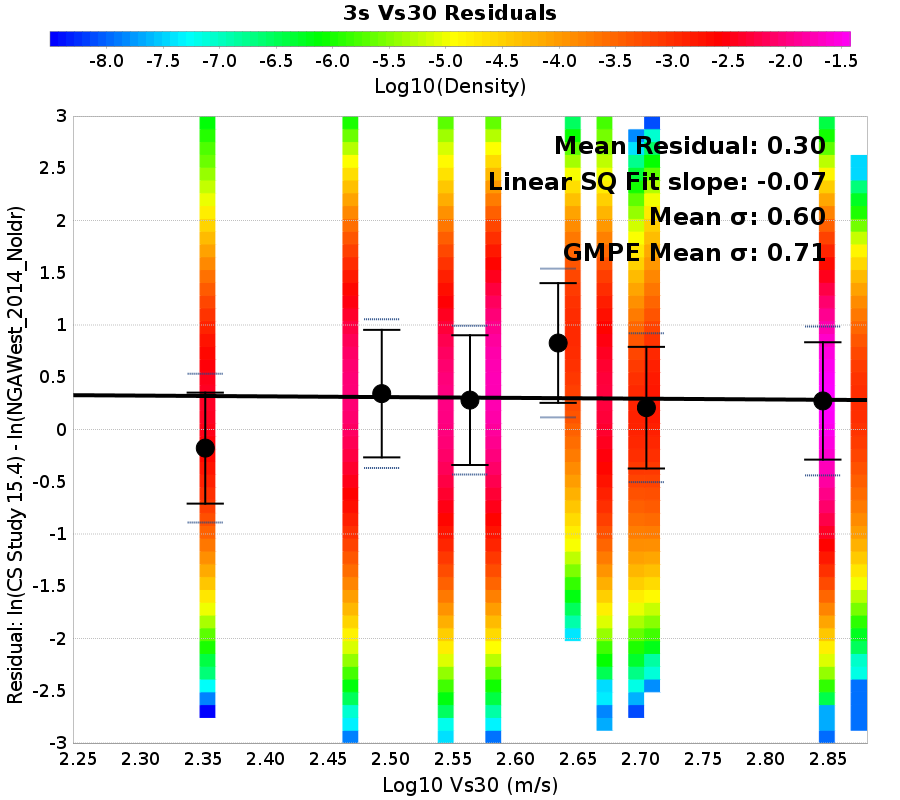 3s Vs30 Residuals
-8.0 -7.5 -7.0 -6.5 -6.0 -5.5 -5.0 -4.5 -4.0 -3.5 -3.0 -2.5 -2.0 -1.5
Log10(Density)
Mean Residual: 0.30
Linear SQ Fit slope: -0.07
Mean σ: 0.60
GMPE Mean σ: 0.71
Residual: ln(CS Study 15.4) - ln(NGAWest_2014_NoIdr)
3
2.5
2
1.5
1
0.5
0
-0.5
-1
-1.5
-2
-2.5
-3
2.25 2.30 2.35 2.40 2.45 2.50 2.55 2.60 2.65 2.70 2.75 2.80 2.85
Log10 Vs30 (m/s)